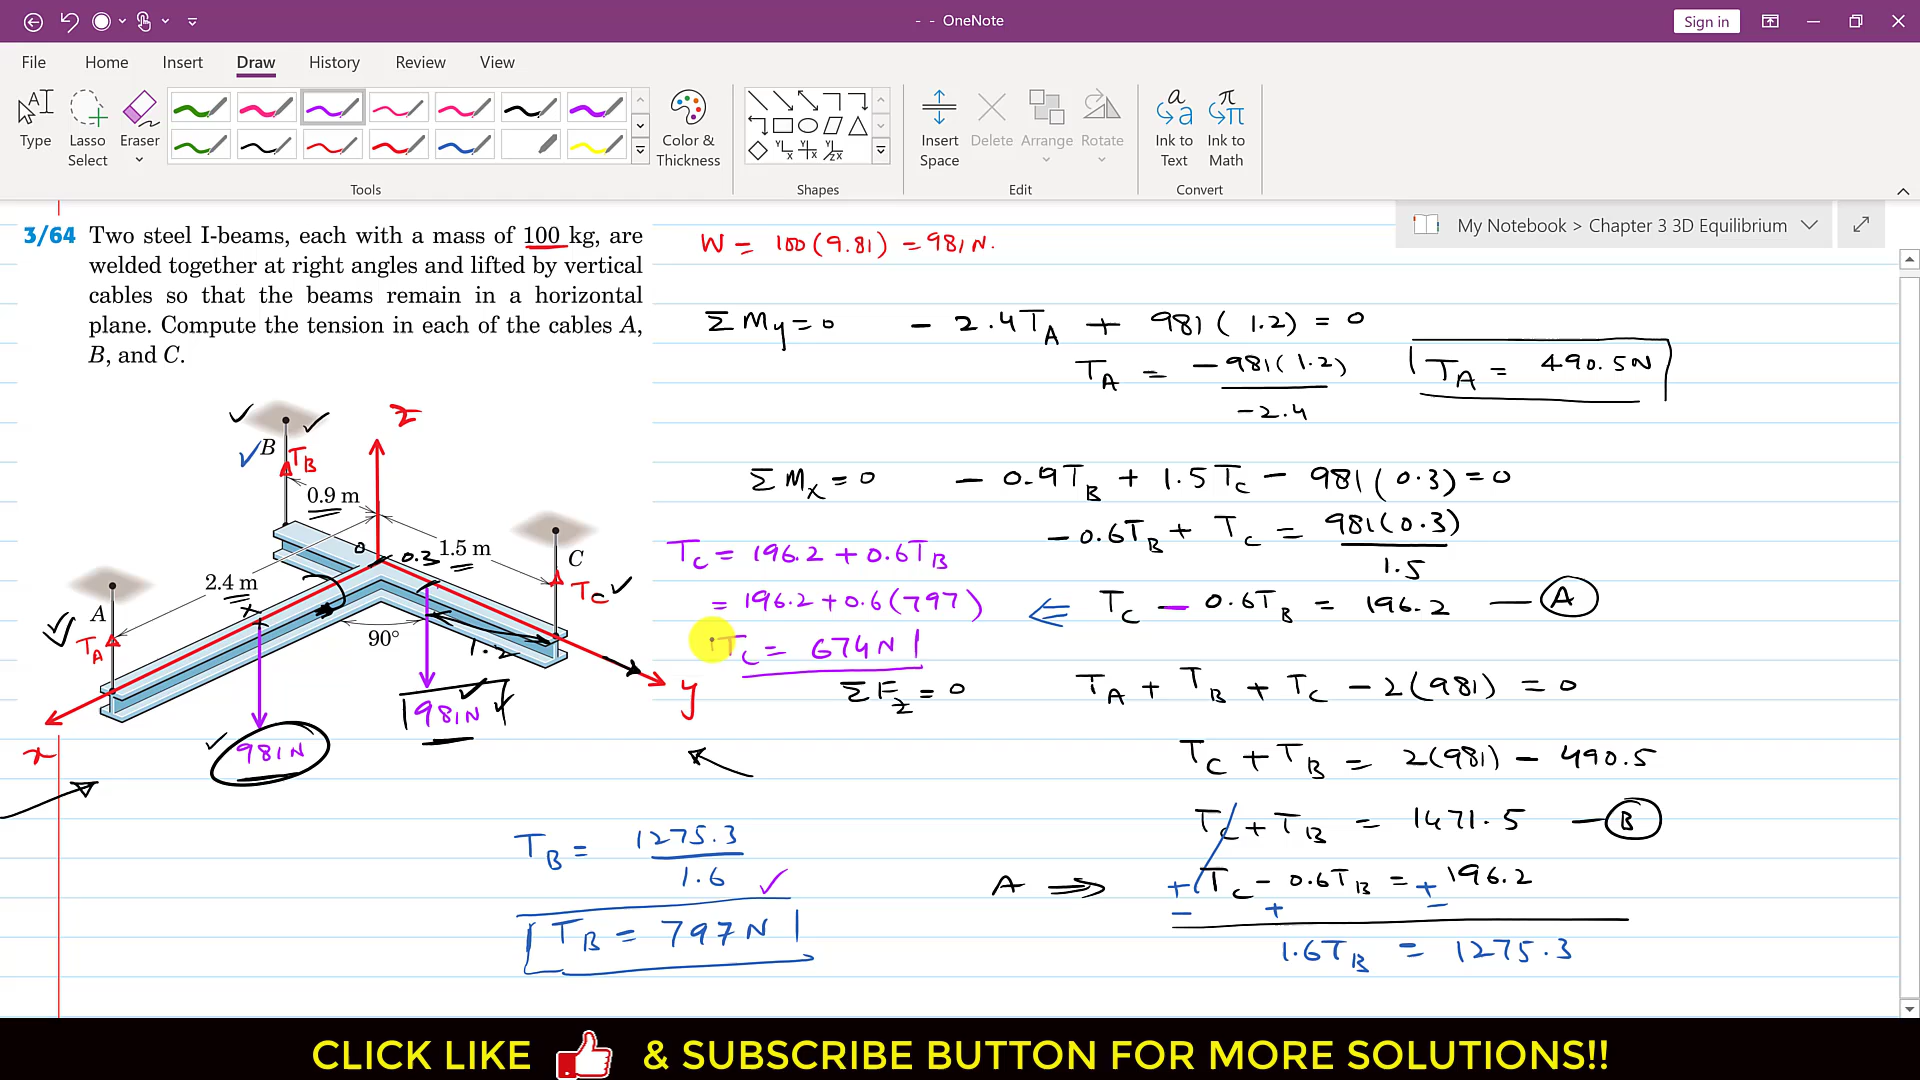 - - OneNote
Sign in
File Home Insert Draw History Review View
Type
Lasso Select
Eraser
Color & Thickness
Insert Space
Delete
Arrange
Rotate
Ink to Text
Ink to Math
Tools
Shapes
Edit
Convert
My Notebook > Chapter 3 3D Equilibrium
3/64 Two steel I-beams, each with a mass of 100 kg, are
welded together at right angles and lifted by vertical
cables so that the beams remain in a horizontal
plane. Compute the tension in each of the cables A,
B, and C.
W = 100(9.81) = 981N.
ΣMy=0 - 2.4TA + 981(1.2) = 0
TA = -981(1.2)
-2.4
TA = 490.5N
ΣMx=0 - 0.9TB + 1.5TC - 981(0.3)=0
-0.6TB + TC = 981(0.3)
1.5
TC - 0.6TB = 196.2 — A
TC = 196.2 + 0.6TB
= 196.2 + 0.6(797)
TC = 674N
ΣFz = 0 TA + TB + TC - 2(981) = 0
TC + TB = 2(981) - 490.5
TC + TB = 1471.5 — B
A ⇒ TC - 0.6TB = 196.2
+ +
- + -
1.6TB = 1275.3
TB = 1275.3
1.6
TB = 797N
z
B
TB
0.9 m
0
0.3
1.5 m
C
TC
2.4 m
A
TA
90°
1.2
981N
981N
x
y
CLICK LIKE & SUBSCRIBE BUTTON FOR MORE SOLUTIONS!!